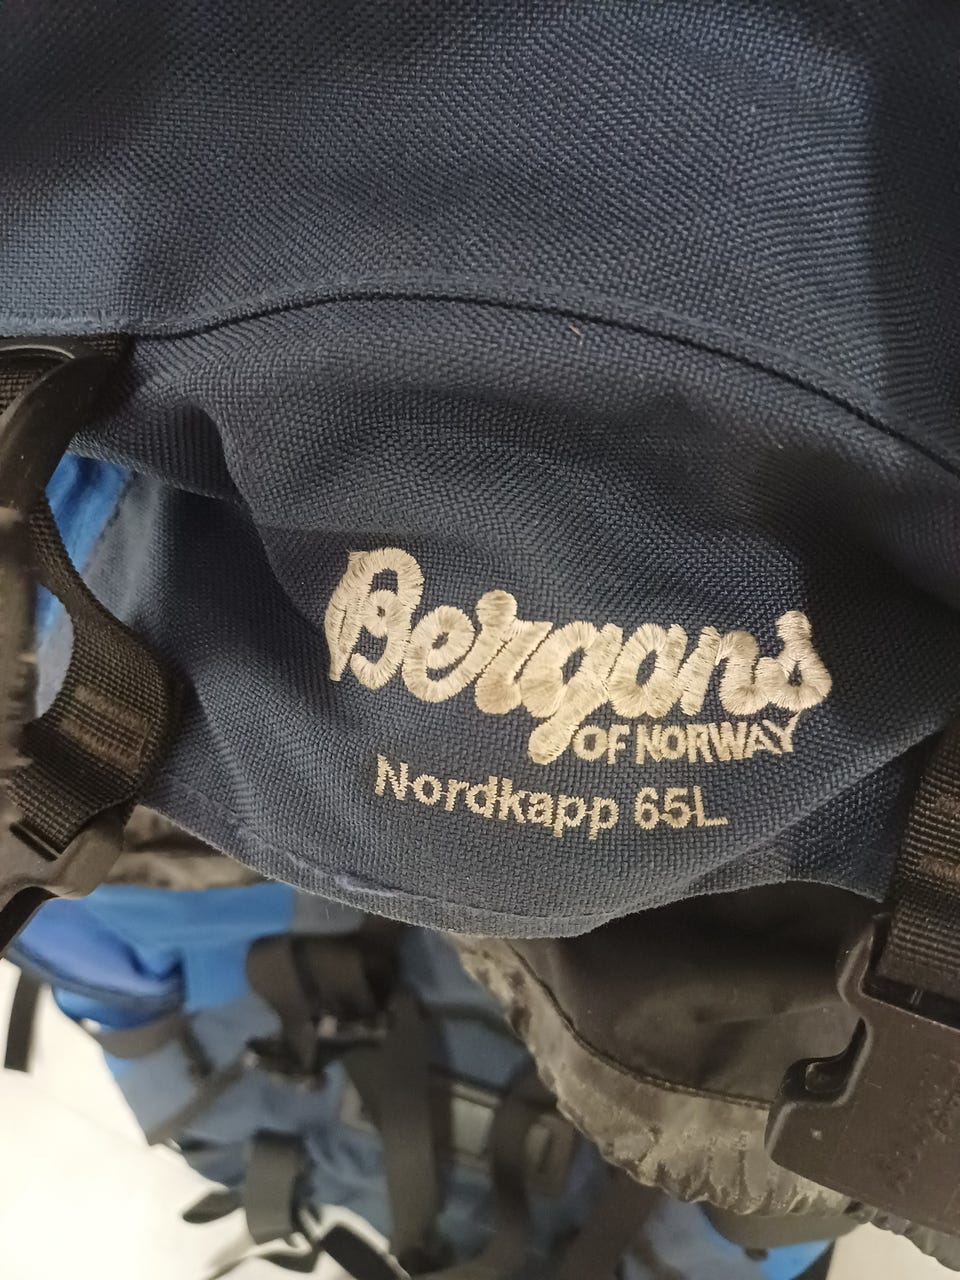 Bergans
OF NORWAY
Nordkapp 65L